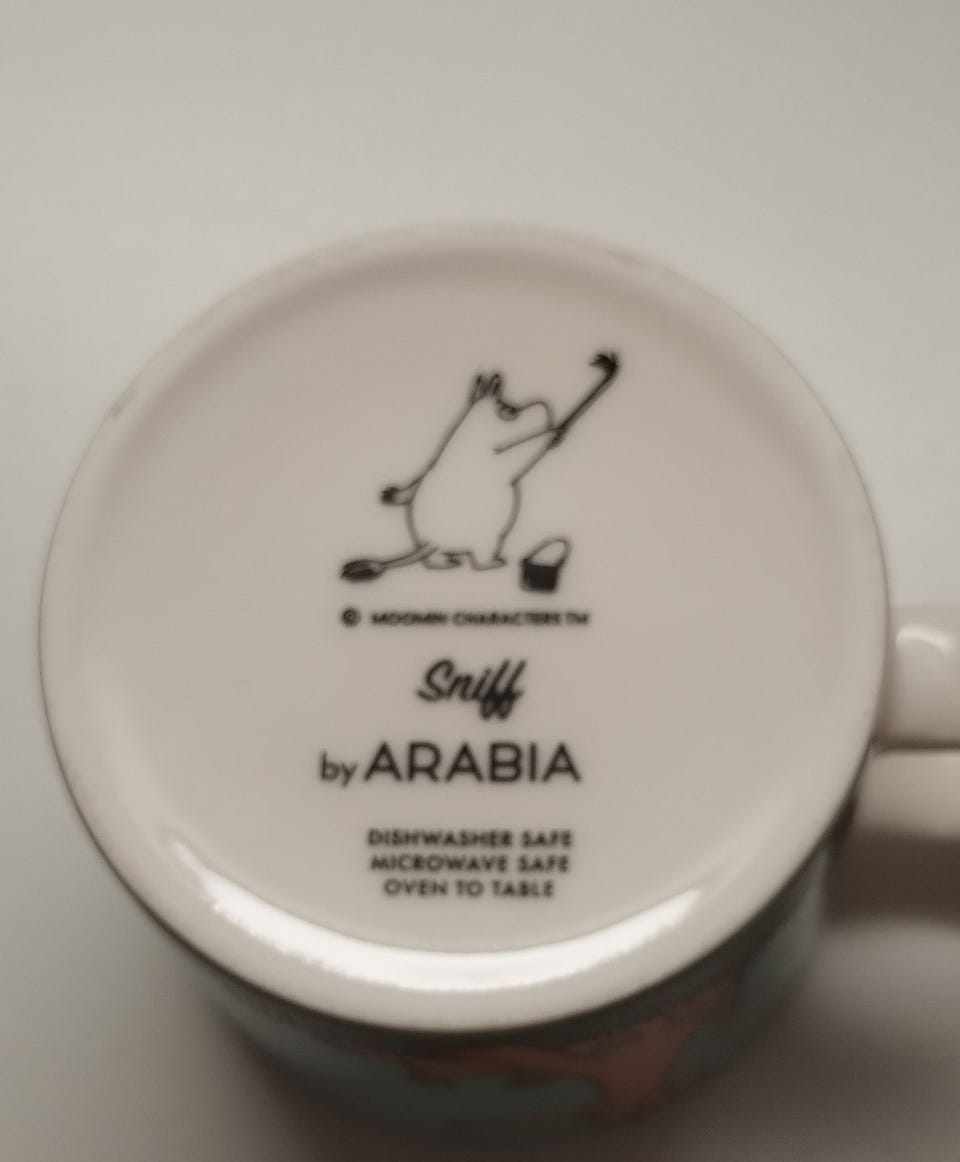 © MOOMIN CHARACTERS TM
Sniff
by ARABIA
DISHWASHER SAFE
MICROWAVE SAFE
OVEN TO TABLE